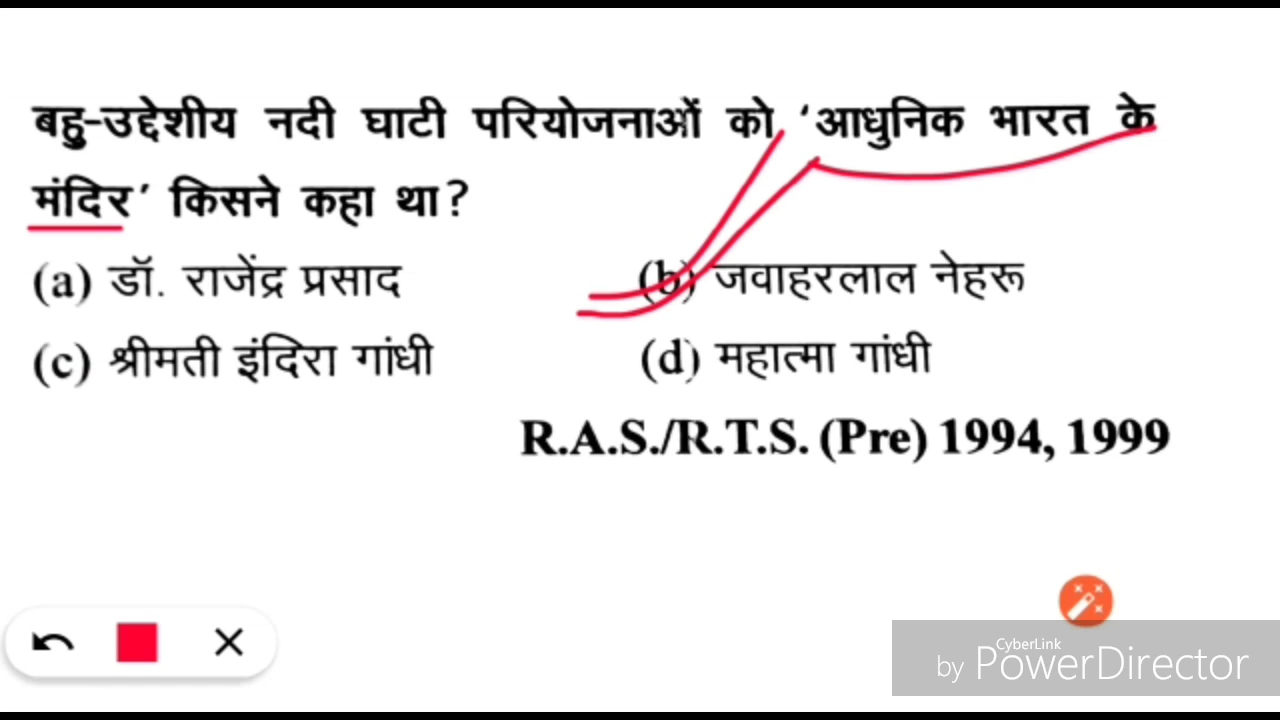 बहु-उद्देशीय नदी घाटी परियोजनाओं को 'आधुनिक भारत के
मंदिर' किसने कहा था?
(a) डॉ. राजेंद्र प्रसाद (b) जवाहरलाल नेहरू
(c) श्रीमती इंदिरा गांधी (d) महात्मा गांधी
R.A.S./R.T.S. (Pre) 1994, 1999
CyberLink
by PowerDirector